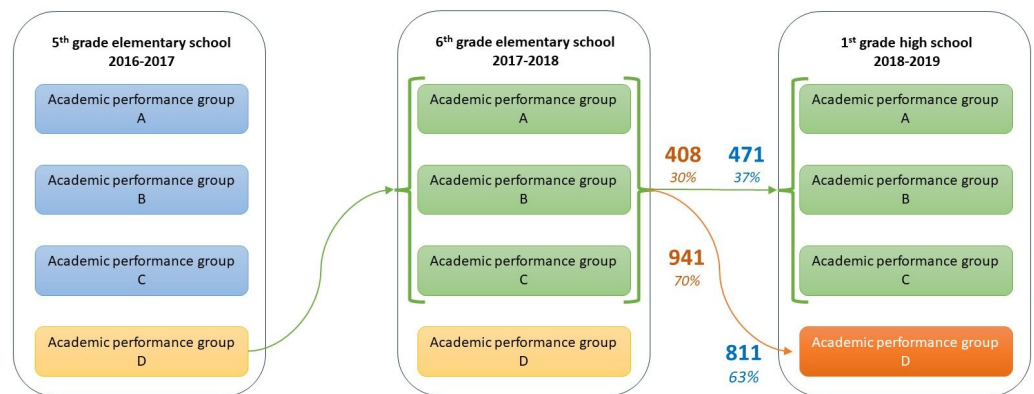 5th grade elementary school
2016-2017
Academic performance group
A
Academic performance group
B
Academic performance group
C
Academic performance group
D
6th grade elementary school
2017-2018
Academic performance group
A
Academic performance group
B
Academic performance group
C
Academic performance group
D
408 471
30% 37%
941
70%
811
63%
1st grade high school
2018-2019
Academic performance group
A
Academic performance group
B
Academic performance group
C
Academic performance group
D